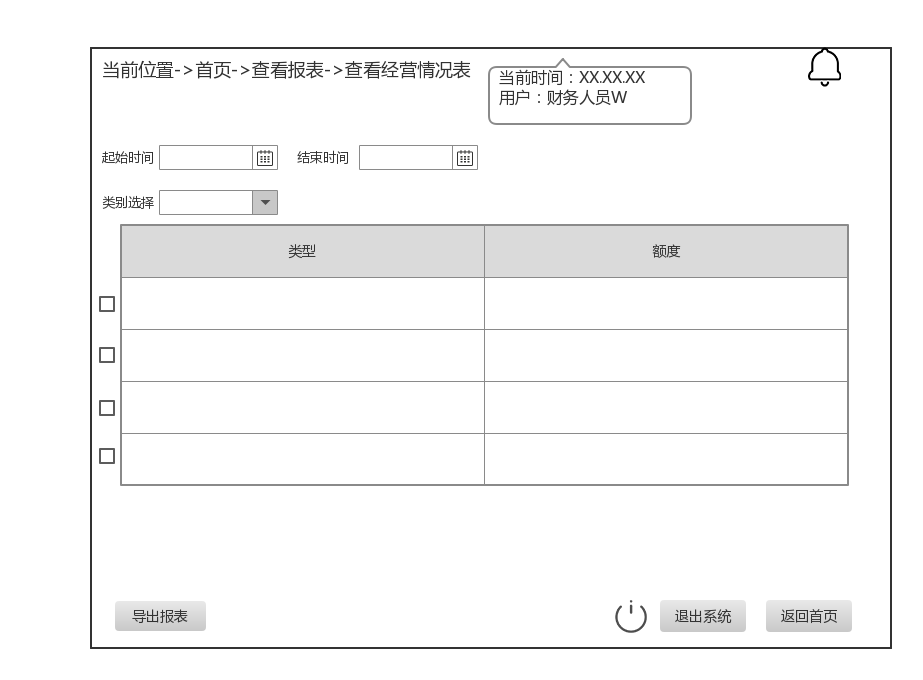 当前位置->首页->查看报表->查看经营情况表
当前时间：XX.XX.XX
用户：财务人员W
起始时间
结束时间
类别选择
类型
额度
导出报表
退出系统
返回首页